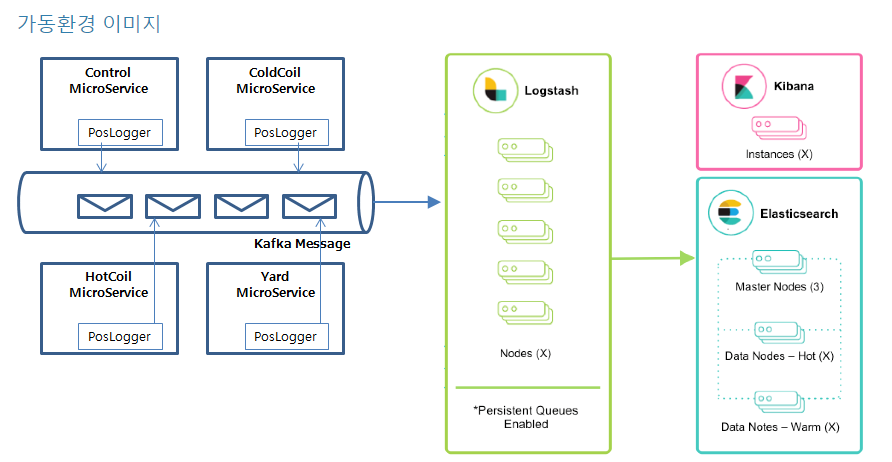 가동환경 이미지
Control
MicroService
PosLogger
ColdCoil
MicroService
PosLogger
Kafka Message
HotCoil
MicroService
PosLogger
Yard
MicroService
PosLogger
Logstash
Nodes (X)
*Persistent Queues
Enabled
Kibana
Instances (X)
Elasticsearch
Master Nodes (3)
Data Nodes – Hot (X)
Data Notes – Warm (X)